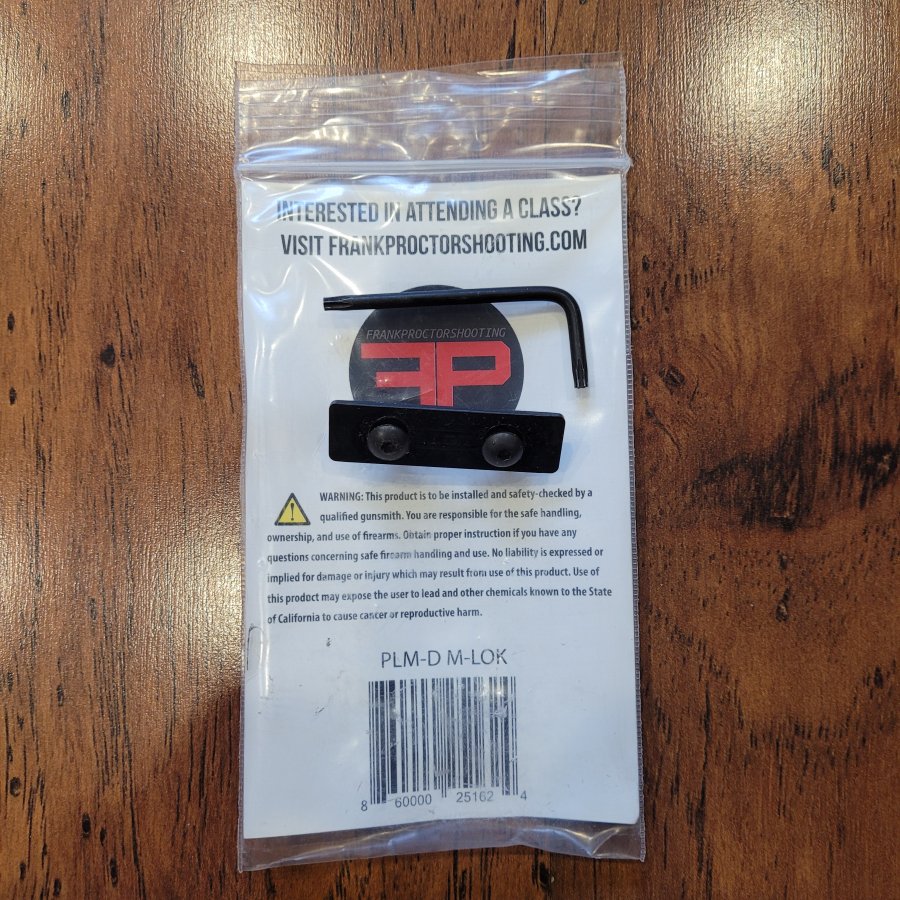 INTERESTED IN ATTENDING A CLASS?
VISIT FRANKPROCTORSHOOTING.COM
FRANKPROCTORSHOOTING
FP
WARNING: This product is to be installed and safety-checked by a
qualified gunsmith. You are responsible for the safe handling,
ownership, and use of firearms. Obtain proper instruction if you have any
questions concerning safe firearm handling and use. No liability is expressed or
implied for damage or injury which may result from use of this product. Use of
this product may expose the user to lead and other chemicals known to the State
of California to cause cancer or reproductive harm.
PLM-D M-LOK
8 60000 25162 4